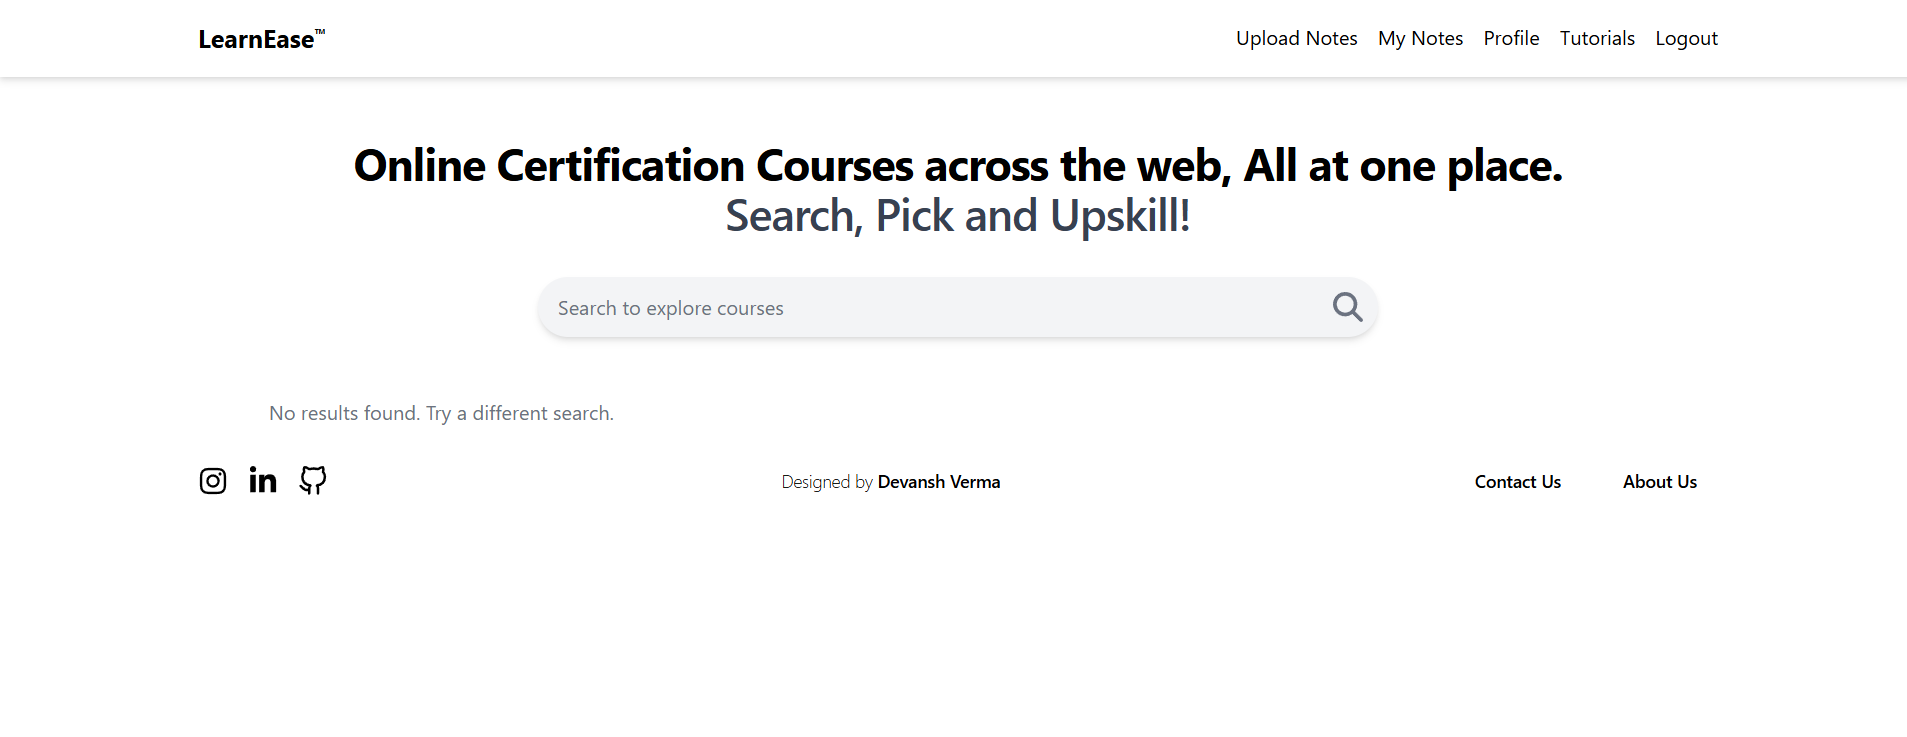 LearnEase™
Upload Notes My Notes Profile Tutorials Logout
Online Certification Courses across the web, All at one place.
Search, Pick and Upskill!
Search to explore courses
No results found. Try a different search.
Designed by Devansh Verma
Contact Us About Us